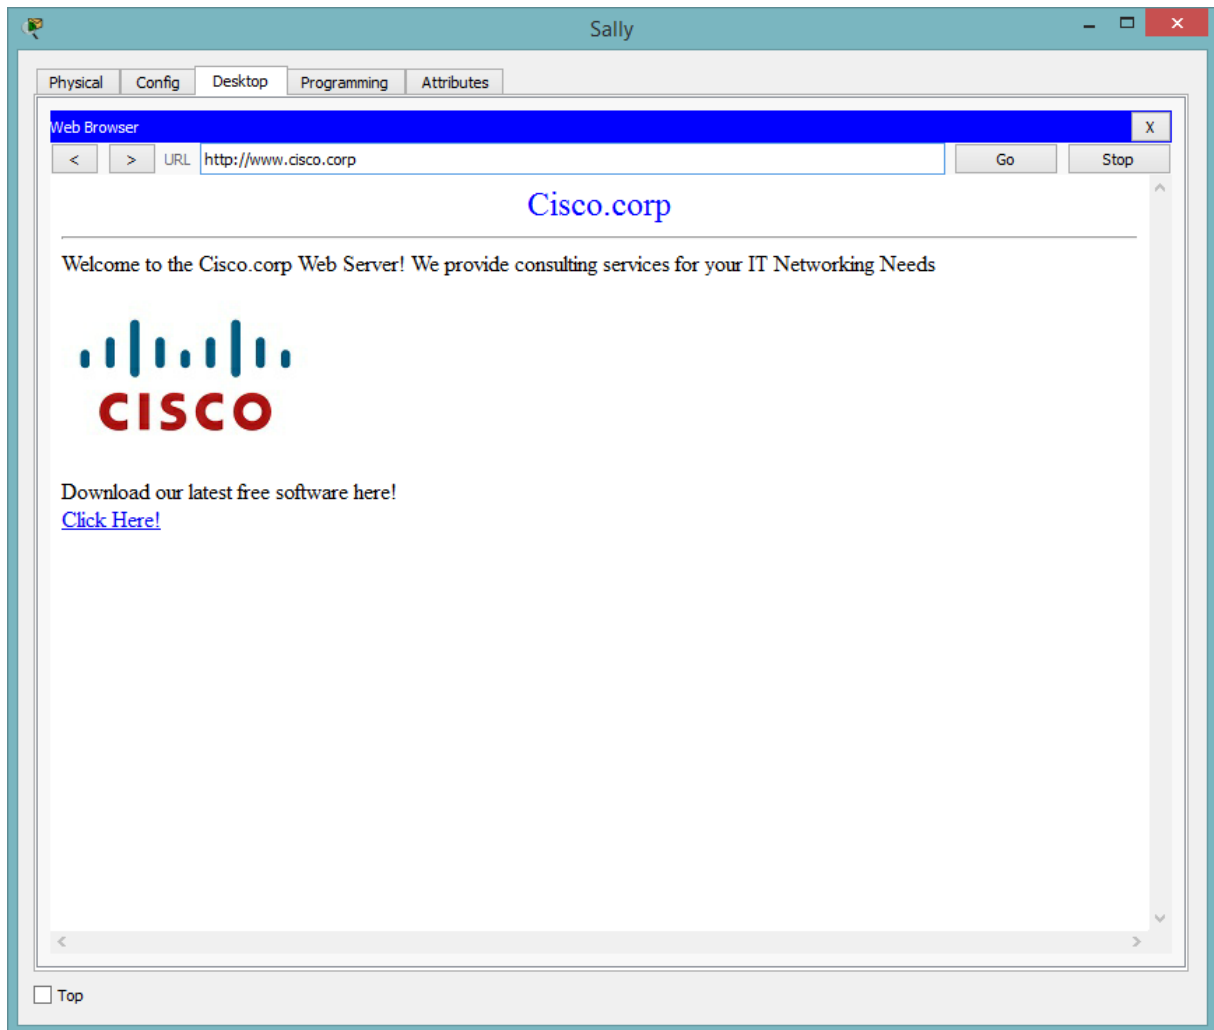 Sally
Physical Config Desktop Programming Attributes
Web Browser X
< > URL http://www.cisco.corp Go Stop
Cisco.corp
Welcome to the Cisco.corp Web Server! We provide consulting services for your IT Networking Needs
CISCO
Download our latest free software here!
Click Here!
Top